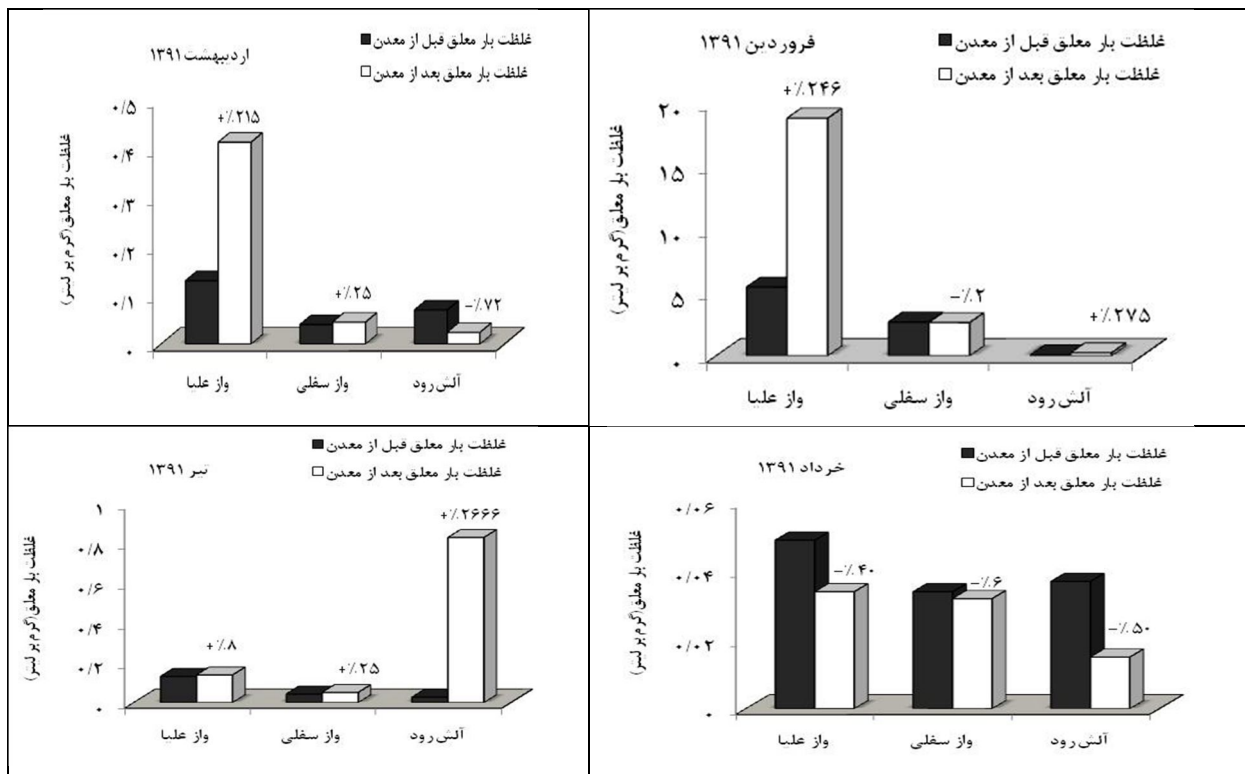 فروردین ۱۳۹۱
غلظت بار معلق قبل از معدن
غلظت بار معلق بعد از معدن
غلظت بار معلق(گرم بر لیتر)
۲۰
۱۵
۱۰
۵
۰
+٪۲۴۶
-٪۲
+٪۲۷۵
واز علیا
واز سفلی
آلش‌رود
اردیبهشت ۱۳۹۱
غلظت بار معلق قبل از معدن
غلظت بار معلق بعد از معدن
غلظت بار معلق(گرم بر لیتر)
۰/۵
۰/۴
۰/۳
۰/۲
۰/۱
۰
+٪۲۱۵
+٪۲۵
-٪۷۲
واز علیا
واز سفلی
آلش‌رود
خرداد ۱۳۹۱
غلظت بار معلق قبل از معدن
غلظت بار معلق بعد از معدن
غلظت بار معلق(گرم بر لیتر)
۰/۰۶
۰/۰۴
۰/۰۲
۰
-٪۴۰
-٪۶
-٪۵۰
واز علیا
واز سفلی
آلش‌رود
تیر ۱۳۹۱
غلظت بار معلق قبل از معدن
غلظت بار معلق بعد از معدن
غلظت بار معلق(گرم بر لیتر)
۱
۰/۸
۰/۶
۰/۴
۰/۲
۰
+٪۸
+٪۲۵
+٪۲۶۶۶
واز علیا
واز سفلی
آلش‌رود